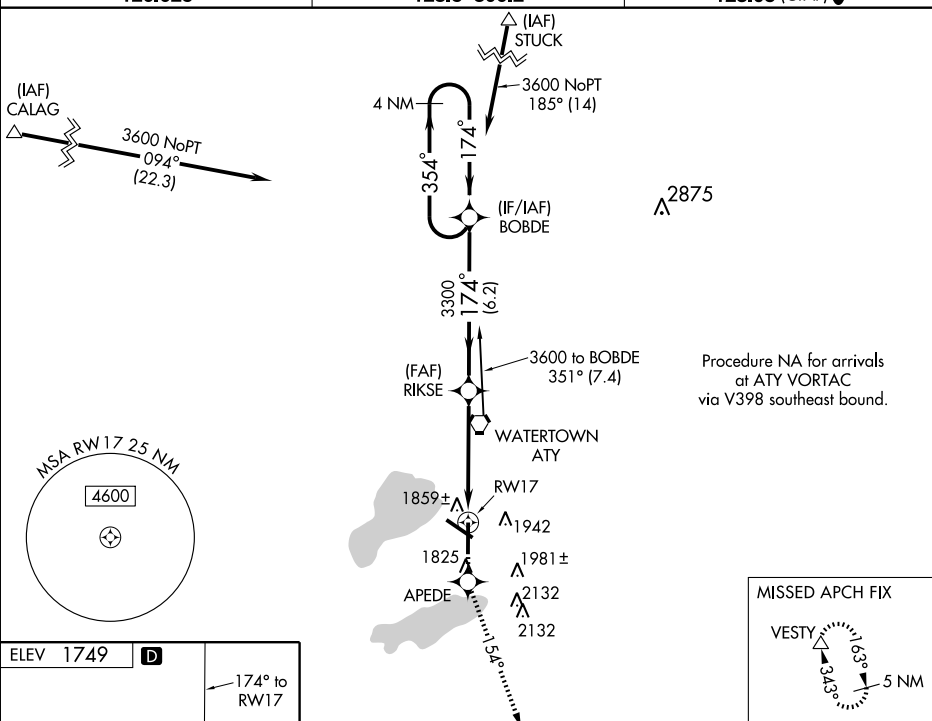 (IAF)
STUCK
3600 NoPT
185° (14)
(IAF)
CALAG
3600 NoPT
094°
(22.3)
4 NM
354°
174°
(IF/IAF)
BOBDE
2875
3300
174°
(6.2)
3600 to BOBDE
351° (7.4)
(FAF)
RIKSE
Procedure NA for arrivals
at ATY VORTAC
via V398 southeast bound.
WATERTOWN
ATY
MSA RW17 25 NM
4600
RW17
1859±
1942
1825
1981±
APEDE
2132
2132
154°
MISSED APCH FIX
VESTY
163°
343°
5 NM
ELEV 1749 D
174° to
RW17